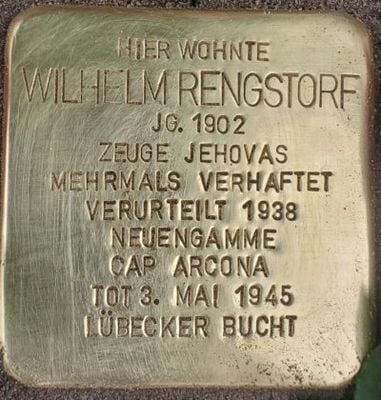 HIER WOHNTE
WILHELM RENGSTORF
JG. 1902
ZEUGE JEHOVAS
MEHRMALS VERHAFTET
VERURTEILT 1938
NEUENGAMME
CAP ARCONA
TOT 3. MAI 1945
LÜBECKER BUCHT